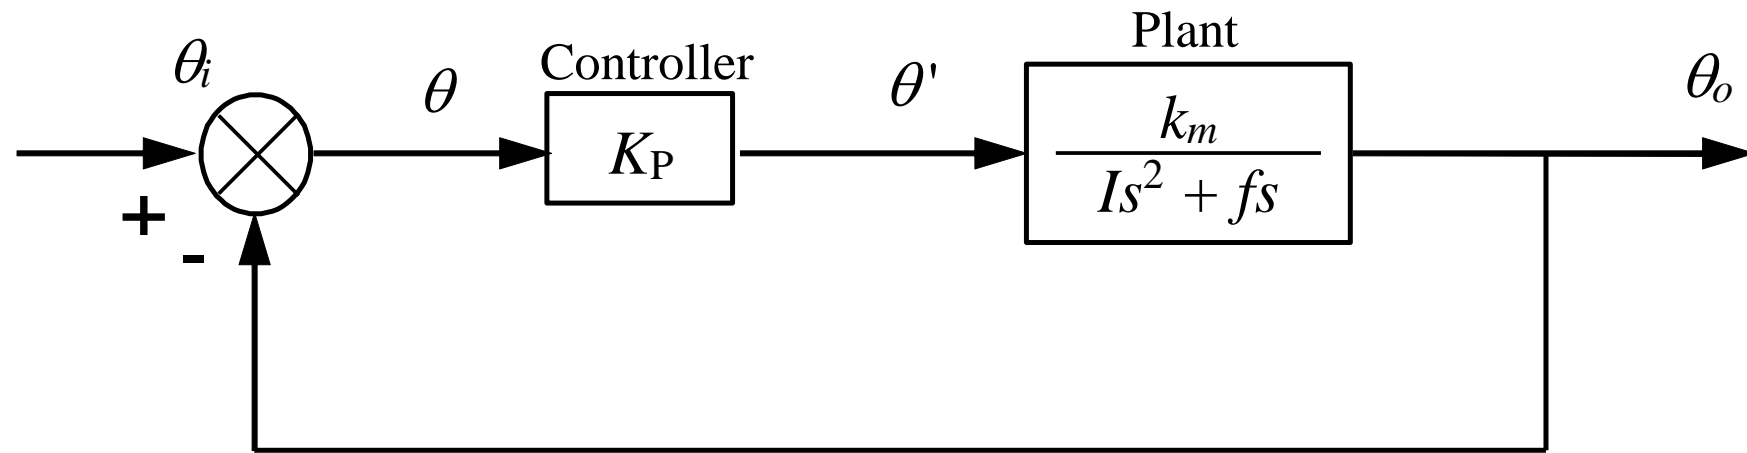 Plant
Controller
θi
θ
θ'
θo
KP
km
Is² + fs
+
-